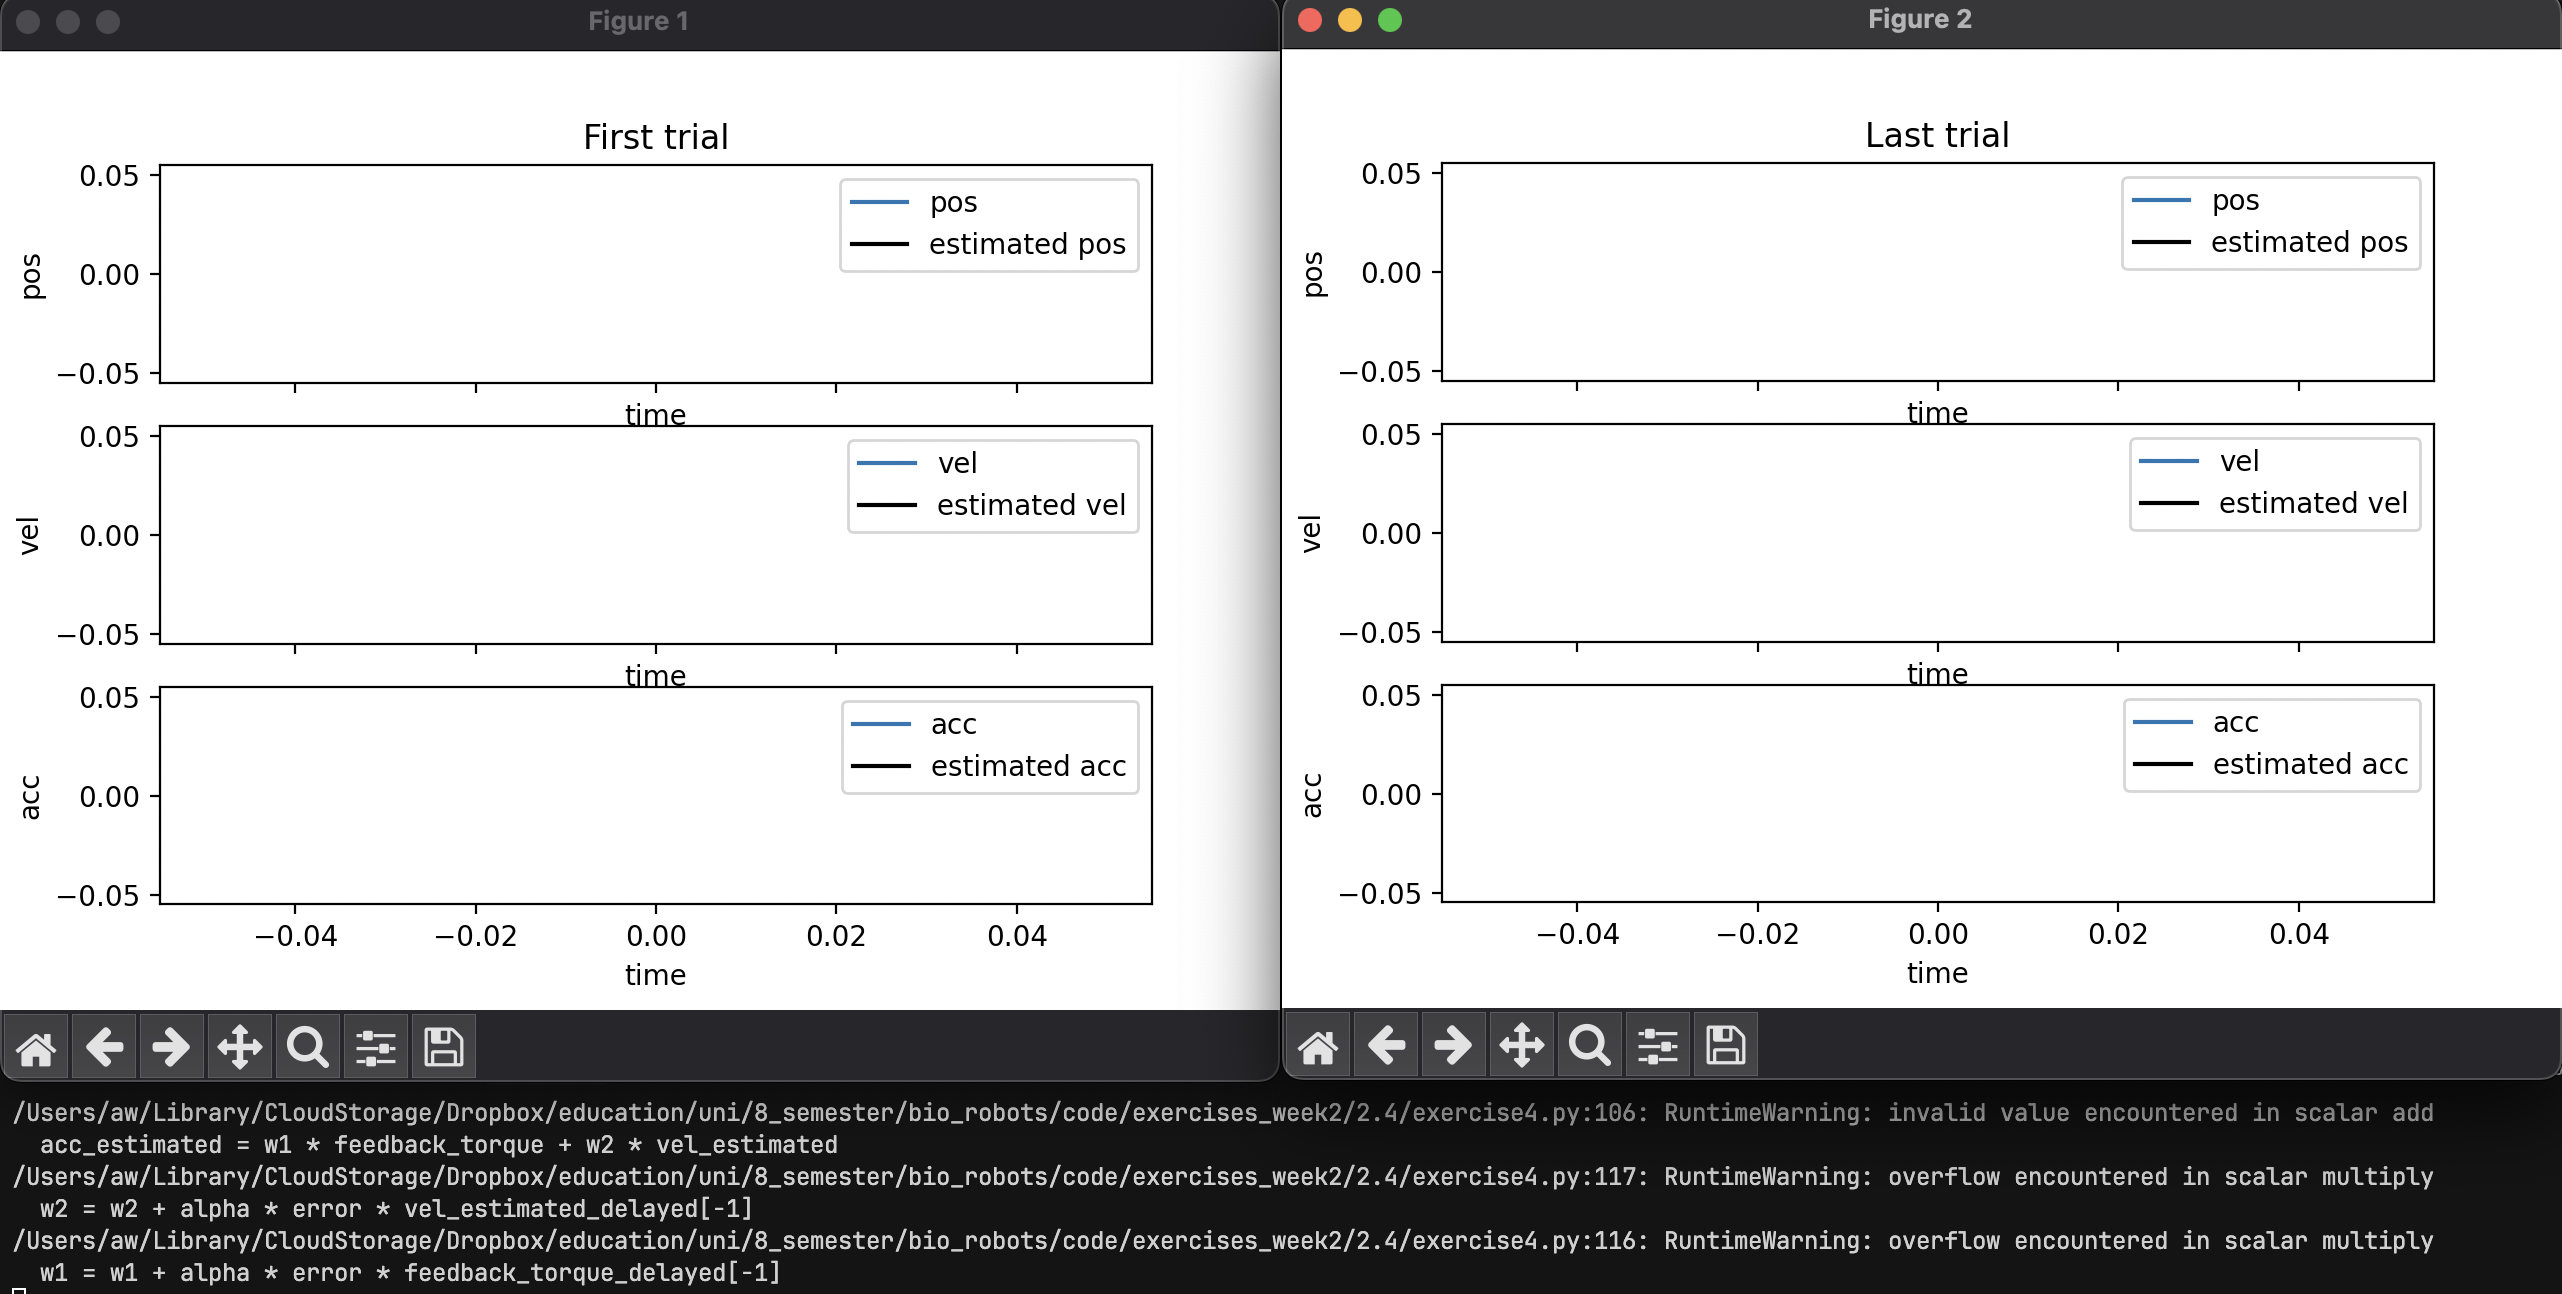 Figure 1
First trial
0.05
0.00
−0.05
pos
pos
estimated pos
time
0.05
0.00
−0.05
vel
vel
estimated vel
time
0.05
0.00
−0.05
acc
acc
estimated acc
−0.04 −0.02 0.00 0.02 0.04
time
Figure 2
Last trial
0.05
0.00
−0.05
pos
pos
estimated pos
time
0.05
0.00
−0.05
vel
vel
estimated vel
time
0.05
0.00
−0.05
acc
acc
estimated acc
−0.04 −0.02 0.00 0.02 0.04
time
/Users/aw/Library/CloudStorage/Dropbox/education/uni/8_semester/bio_robots/code/exercises_week2/2.4/exercise4.py:106: RuntimeWarning: invalid value encountered in scalar add
acc_estimated = w1 * feedback_torque + w2 * vel_estimated
/Users/aw/Library/CloudStorage/Dropbox/education/uni/8_semester/bio_robots/code/exercises_week2/2.4/exercise4.py:117: RuntimeWarning: overflow encountered in scalar multiply
w2 = w2 + alpha * error * vel_estimated_delayed[-1]
/Users/aw/Library/CloudStorage/Dropbox/education/uni/8_semester/bio_robots/code/exercises_week2/2.4/exercise4.py:116: RuntimeWarning: overflow encountered in scalar multiply
w1 = w1 + alpha * error * feedback_torque_delayed[-1]